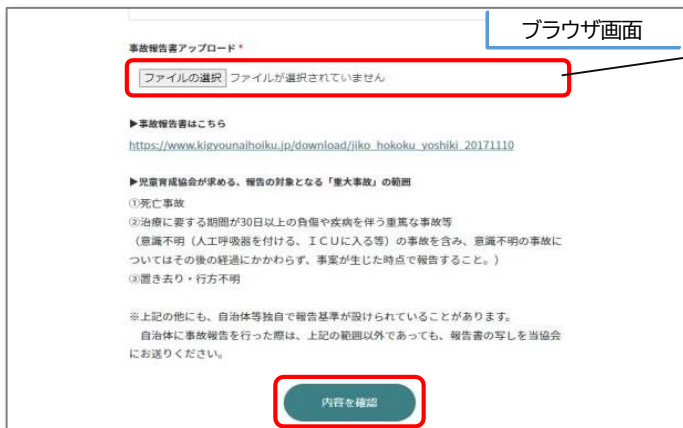 ブラウザ画面
事故報告書アップロード *
ファイルの選択 ファイルが選択されていません
▶事故報告書はこちら
https://www.kigyounaihoiku.jp/download/jiko_hokoku_yoshiki_20171110
▶児童育成協会が求める、報告の対象となる「重大事故」の範囲
①死亡事故
②治療に要する期間が30日以上の負傷や疾病を伴う重篤な事故等
（意識不明（人工呼吸器を付ける、ＩＣＵに入る等）の事故を含み、意識不明の事故に
ついてはその後の経過にかかわらず、事案が生じた時点で報告すること。）
③置き去り・行方不明
※上記の他にも、自治体等独自で報告基準が設けられていることがあります。
自治体に事故報告を行った際は、上記の範囲以外であっても、報告書の写しを当協会
にお送りください。
内容を確認